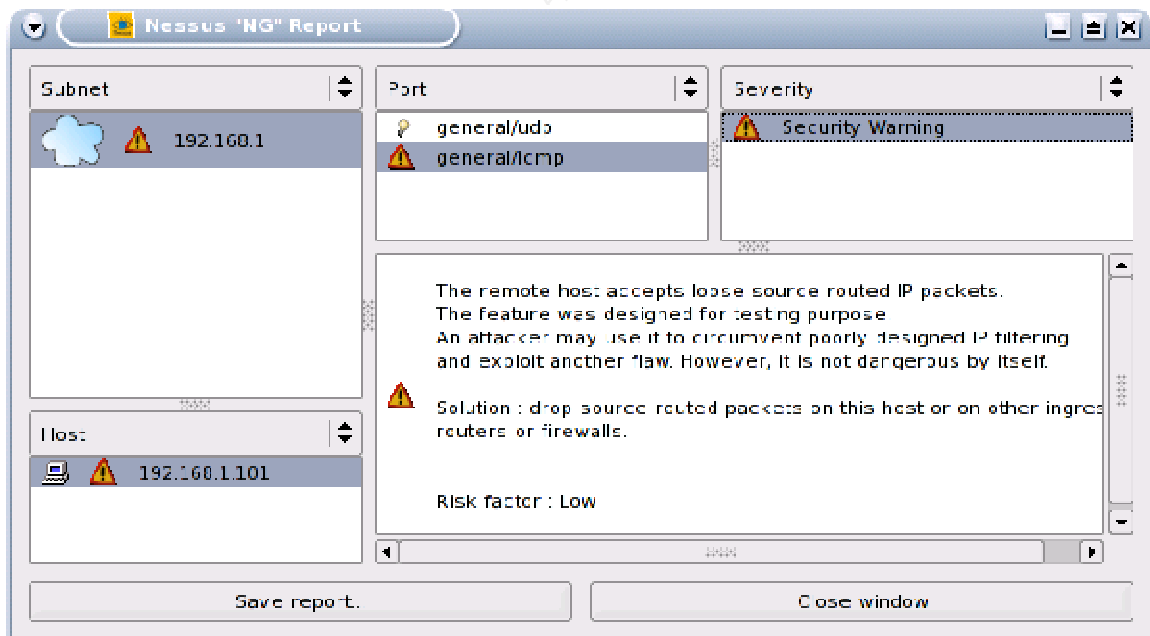 Nessus "NG" Report
Subnet
192.168.1
Host
192.168.1.101
Port
general/udp
general/icmp
Severity
Security Warning
The remote host accepts loose source routed IP packets.
The feature was designed for testing purpose
An attacker may use it to circumvent poorly designed IP filtering
and exploit another flaw. However, it is not dangerous by itself.
Solution : drop source routed packets on this host or on other ingres
routers or firewalls.
Risk factor : Low
Save report.
Close window